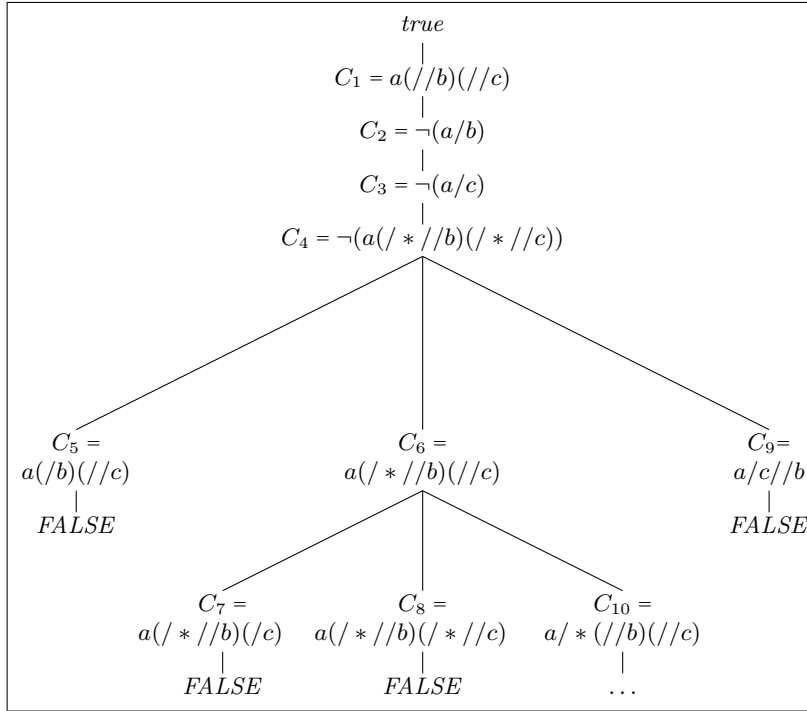 true
C₁ = a(//b)(//c)
C₂ = ¬(a/b)
C₃ = ¬(a/c)
C₄ = ¬(a(/ ∗ //b)(/ ∗ //c))
C₅ = C₆ = C₉=
a(/b)(//c) a(/ ∗ //b)(//c) a/c//b
FALSE FALSE
C₇ = C₈ = C₁₀ =
a(/ ∗ //b)(/c) a(/ ∗ //b)(/ ∗ //c) a/ ∗ (//b)(//c)
FALSE FALSE ...